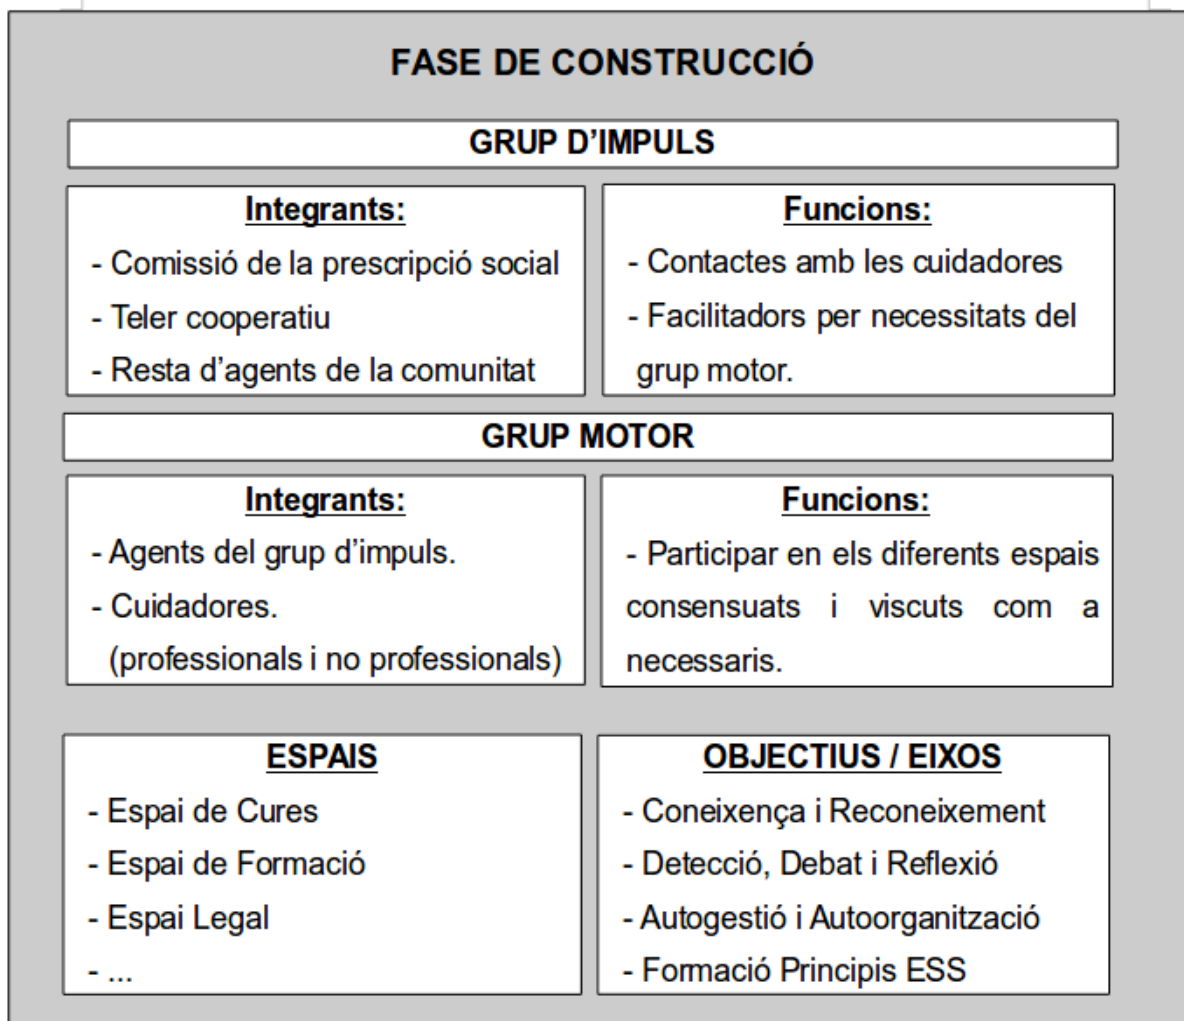 FASE DE CONSTRUCCIÓ
GRUP D'IMPULS
Integrants:
- Comissió de la prescripció social
- Teler cooperatiu
- Resta d'agents de la comunitat
Funcions:
- Contactes amb les cuidadores
- Facilitadors per necessitats del
grup motor.
GRUP MOTOR
Integrants:
- Agents del grup d'impuls.
- Cuidadores.
(professionals i no professionals)
Funcions:
- Participar en els diferents espais
consensuats i viscuts com a
necessaris.
ESPAIS
- Espai de Cures
- Espai de Formació
- Espai Legal
- ...
OBJECTIUS / EIXOS
- Coneixença i Reconeixement
- Detecció, Debat i Reflexió
- Autogestió i Autoorganització
- Formació Principis ESS